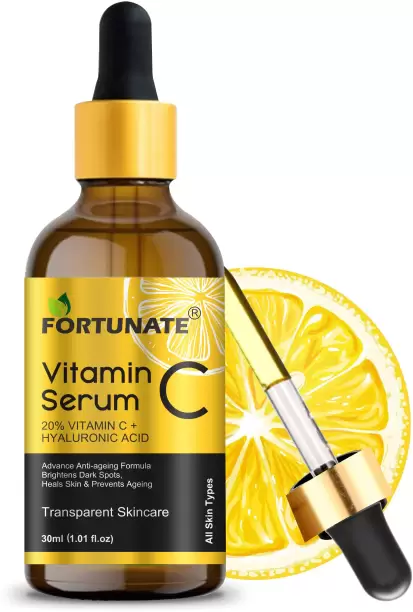 FORTUNATE®
Vitamin C
Serum
20% VITAMIN C +
HYALURONIC ACID
Advance Anti-ageing Formula
Brightens Dark Spots,
Heals Skin & Prevents Ageing
Transparent Skincare
30ml (1.01 fl.oz)
All Skin Types